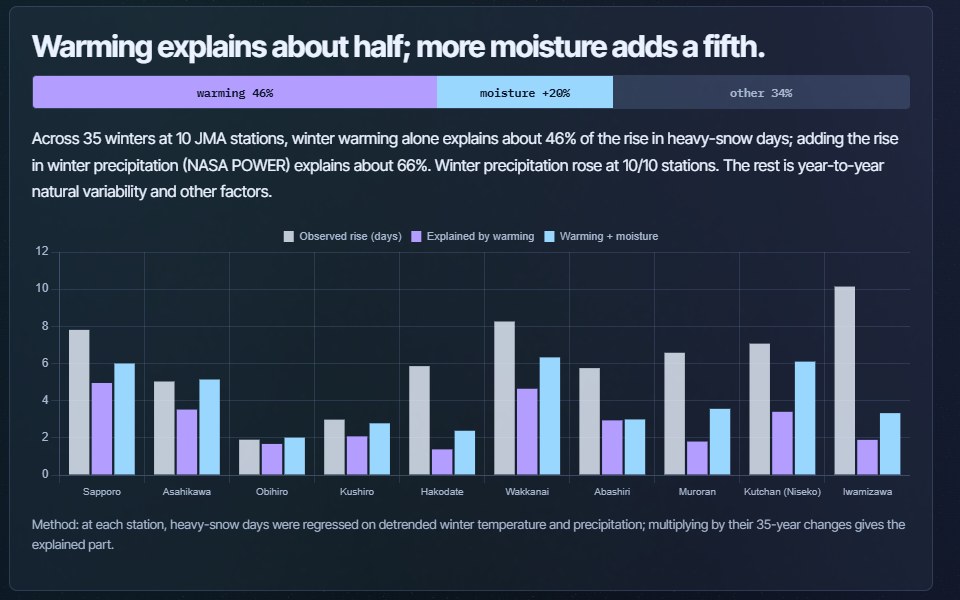 Warming explains about half; more moisture adds a fifth.
warming 46% moisture +20% other 34%
Across 35 winters at 10 JMA stations, winter warming alone explains about 46% of the rise in heavy-snow days; adding the rise
in winter precipitation (NASA POWER) explains about 66%. Winter precipitation rose at 10/10 stations. The rest is year-to-year
natural variability and other factors.
Observed rise (days) Explained by warming Warming + moisture
12
10
8
6
4
2
0
Sapporo Asahikawa Obihiro Kushiro Hakodate Wakkanai Abashiri Muroran Kutchan (Niseko) Iwamizawa
Method: at each station, heavy-snow days were regressed on detrended winter temperature and precipitation; multiplying by their 35-year changes gives the
explained part.